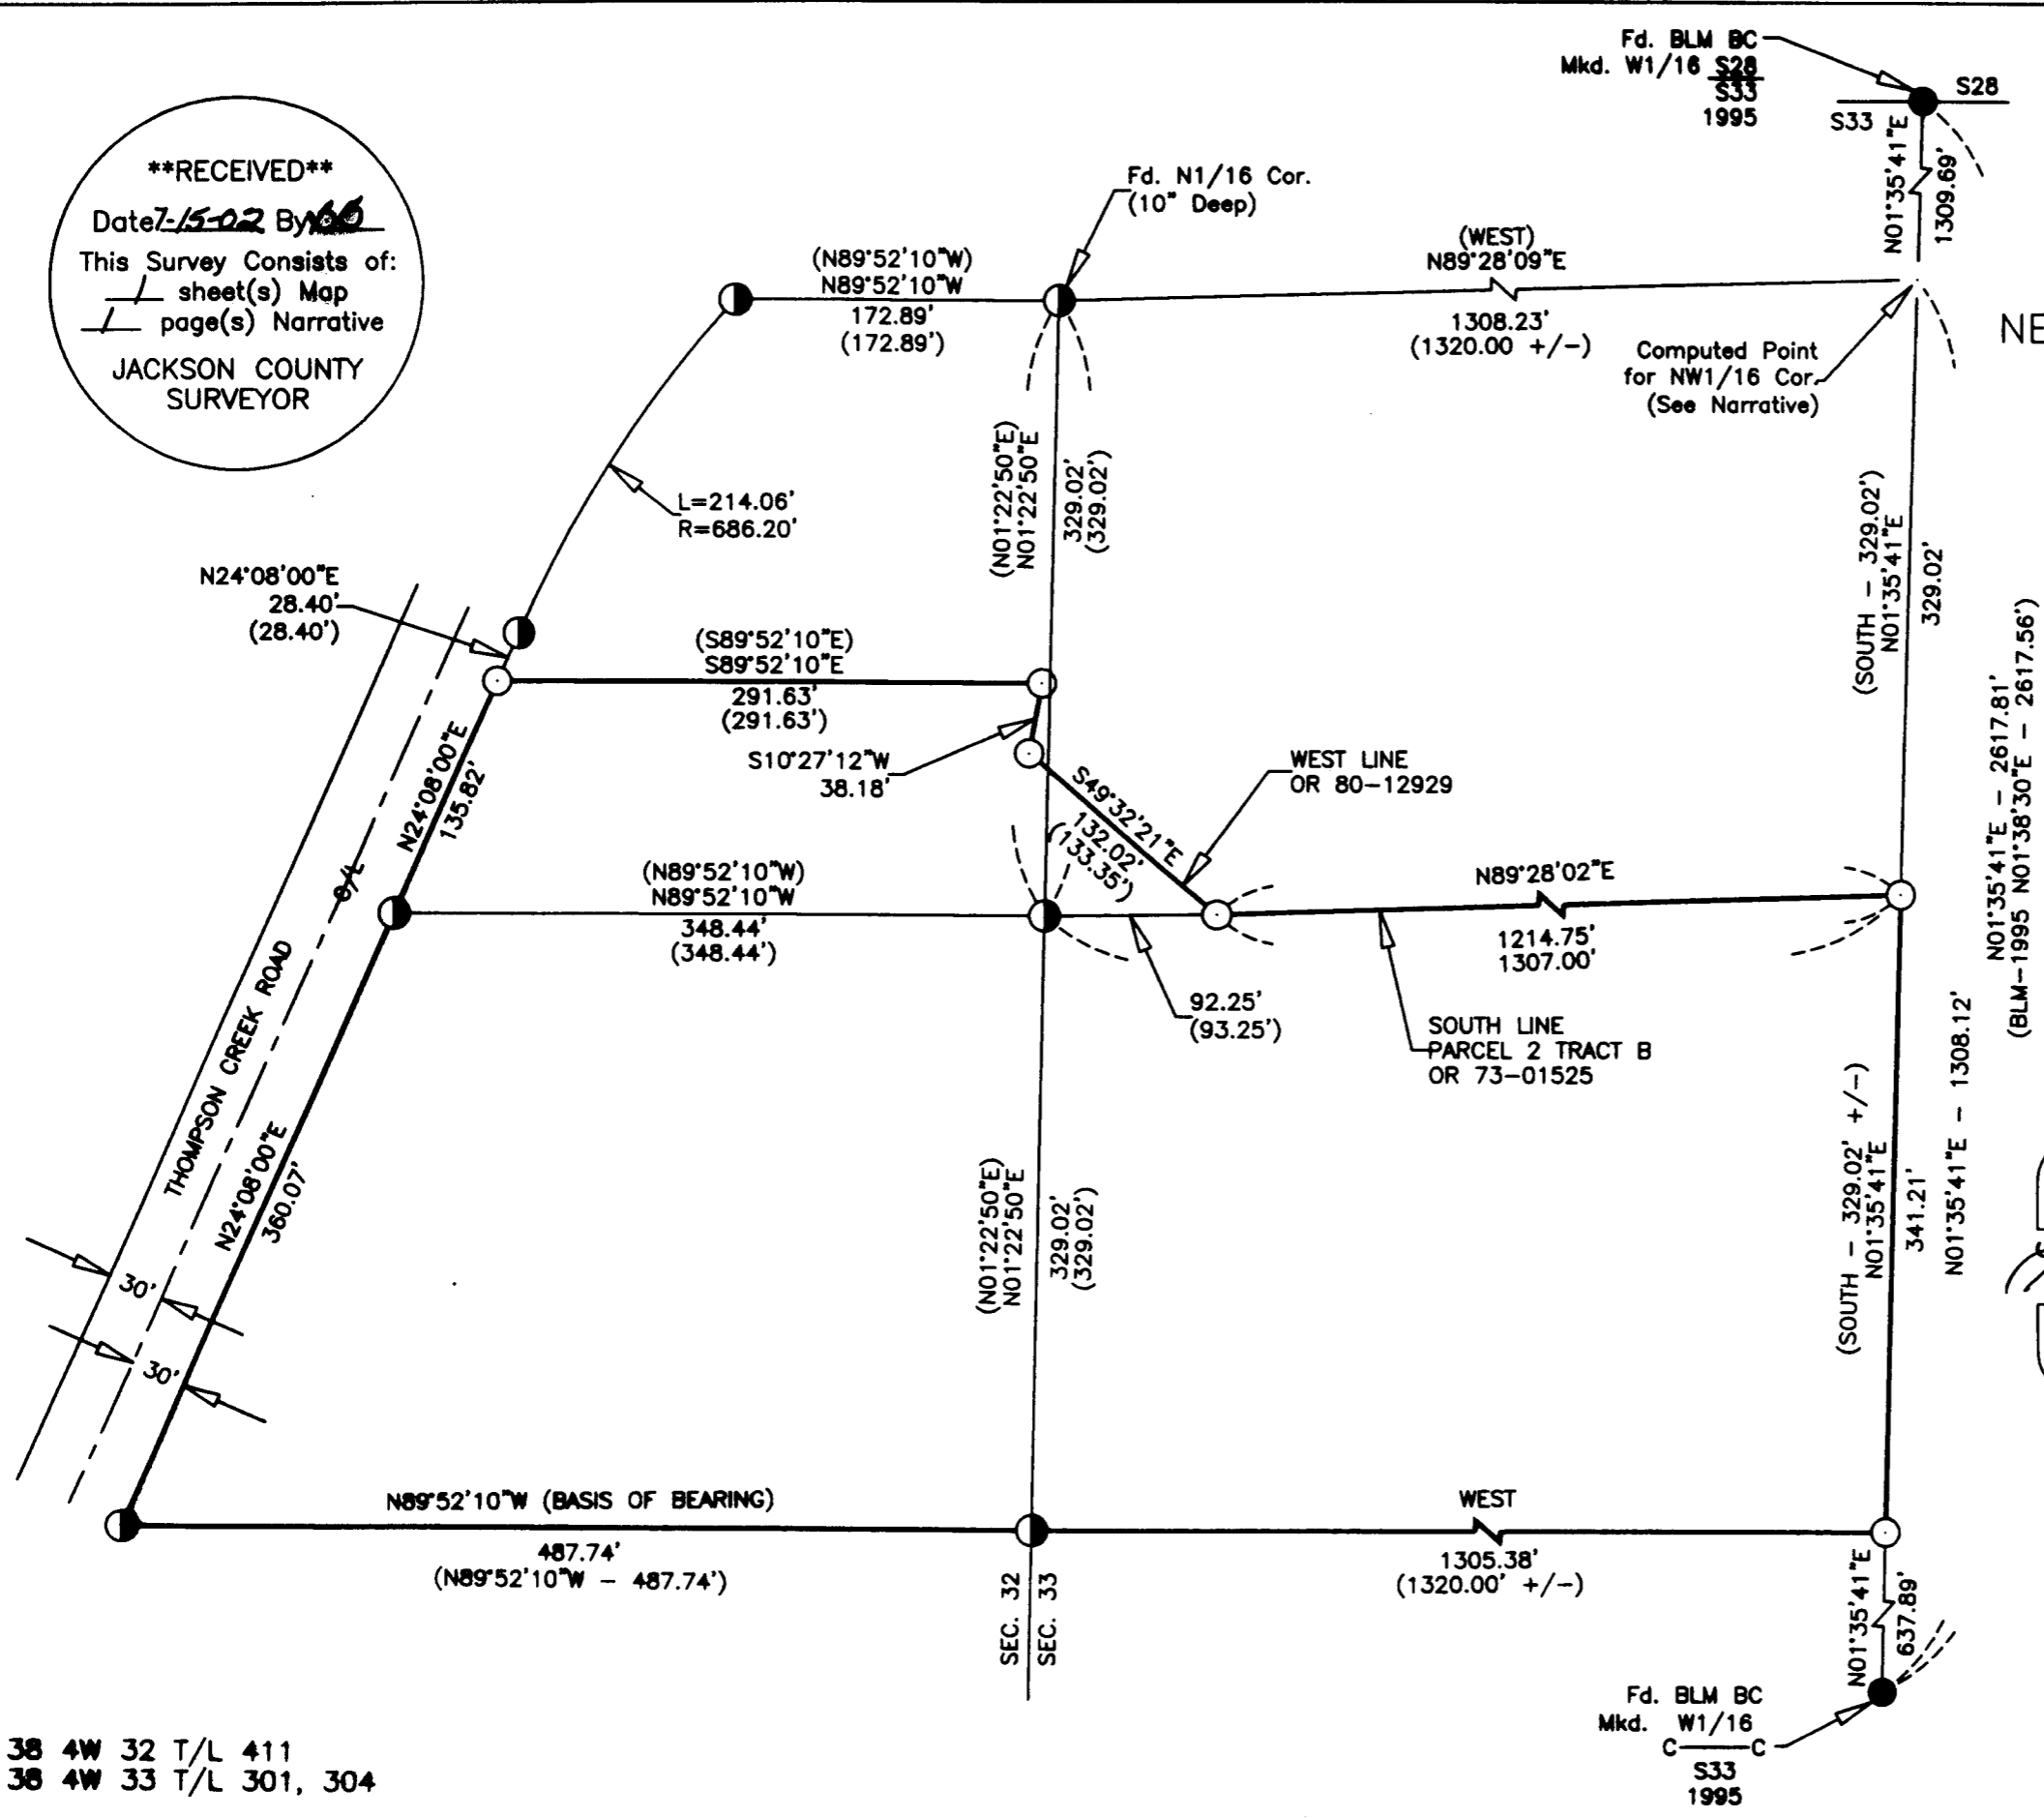 **RECEIVED**
Date 7-15-02 By
This Survey Consists of:
1 sheet(s) Map
1 page(s) Narrative
JACKSON COUNTY
SURVEYOR
Fd. BLM BC
Mkd. W1/16 S28
S33
1995
S28
S33
N01°35'41"E
1309.69'
Fd. N1/16 Cor.
(10" Deep)
(N89°52'10"W)
N89°52'10"W
172.89'
(172.89')
(WEST)
N89°28'09"E
1308.23'
(1320.00 +/-)
Computed Point
for NW1/16 Cor.
(See Narrative)
NE
L=214.06'
R=686.20'
(N01°22'50"E)
N01°22'50"E
329.02'
(329.02')
(SOUTH - 329.02')
N01°35'41"E
329.02'
N24°08'00"E
28.40'
(28.40')
(S89°52'10"E)
S89°52'10"E
291.63'
(291.63')
S10°27'12"W
38.18'
N24°08'00"E
135.82'
S49°32'21"E
132.02'
(133.35')
WEST LINE
OR 80-12929
N01°35'41"E - 2617.81'
(BLM-1995 N01°38'30"E - 2617.56')
(N89°52'10"W)
N89°52'10"W
348.44'
(348.44')
N89°28'02"E
1214.75'
1307.00'
92.25'
(93.25')
SOUTH LINE
PARCEL 2 TRACT B
OR 73-01525
THOMPSON CREEK ROAD
C/L
N24°08'00"E
360.07'
30'
30'
(N01°22'50"E)
N01°22'50"E
329.02'
(329.02')
(SOUTH - 329.02' +/-)
N01°35'41"E
341.21'
N01°35'41"E - 1308.12'
N89°52'10"W (BASIS OF BEARING)
487.74'
(N89°52'10"W - 487.74')
WEST
1305.38'
(1320.00' +/-)
SEC. 32
SEC. 33
N01°35'41"E
637.89'
Fd. BLM BC
Mkd. W1/16
C C
S33
1995
38 4W 32 T/L 411
38 4W 33 T/L 301, 304